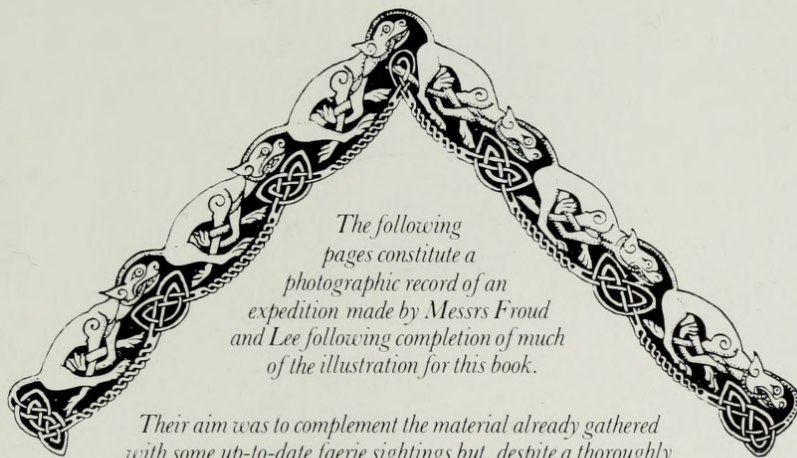 The following
pages constitute a
photographic record of an
expedition made by Messrs Froud
and Lee following completion of much
of the illustration for this book.
Their aim was to complement the material already gathered
with some up-to-date faerie sightings but, despite a thoroughly